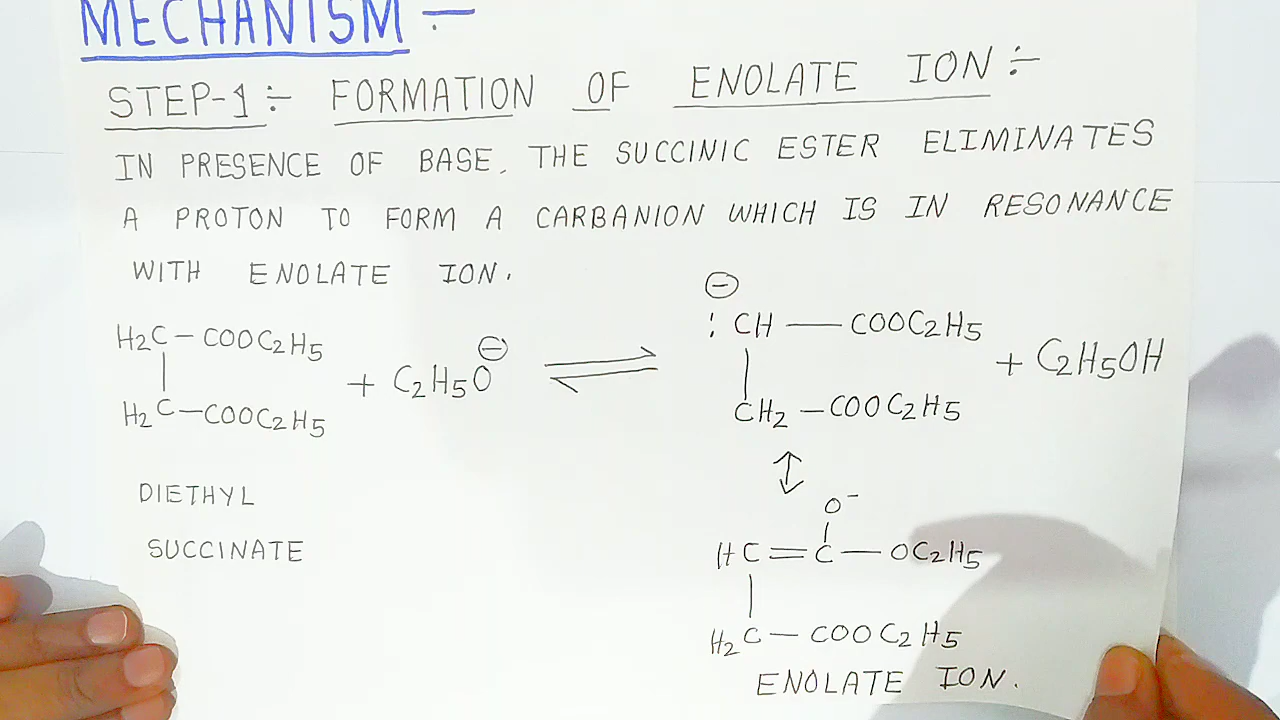 MECHANISM :-
STEP-1 :- FORMATION OF ENOLATE ION :-
IN PRESENCE OF BASE, THE SUCCINIC ESTER ELIMINATES
A PROTON TO FORM A CARBANION WHICH IS IN RESONANCE
WITH ENOLATE ION.
H2C — COOC2H5
H2C — COOC2H5
+ C2H5O⊖
⇌
⊖
: CH — COOC2H5
CH2 — COOC2H5
+ C2H5OH
↕
O⁻
HC = C — OC2H5
H2C — COOC2H5
ENOLATE ION.
DIETHYL
SUCCINATE